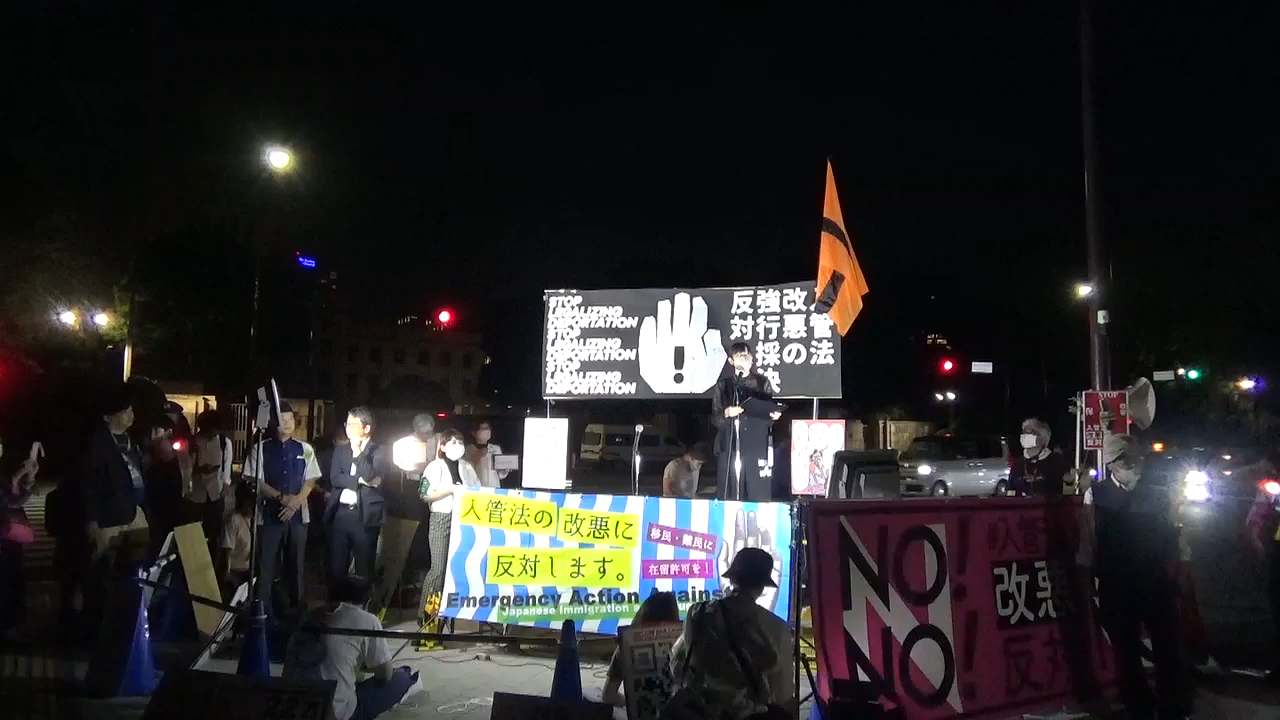 STOP
LEGALIZING
DEPORTATION
STOP
LEGALIZING
DEPORTATION
STOP
LEGALIZING
DEPORTATION
管法
改悪の
強行採決
反対
STOP
入管法の改悪に
反対します。
移民・難民に
在留許可を!
Emergency Action Against
Japanese Immigration
NO!
NO!
#入管
改悪
反対